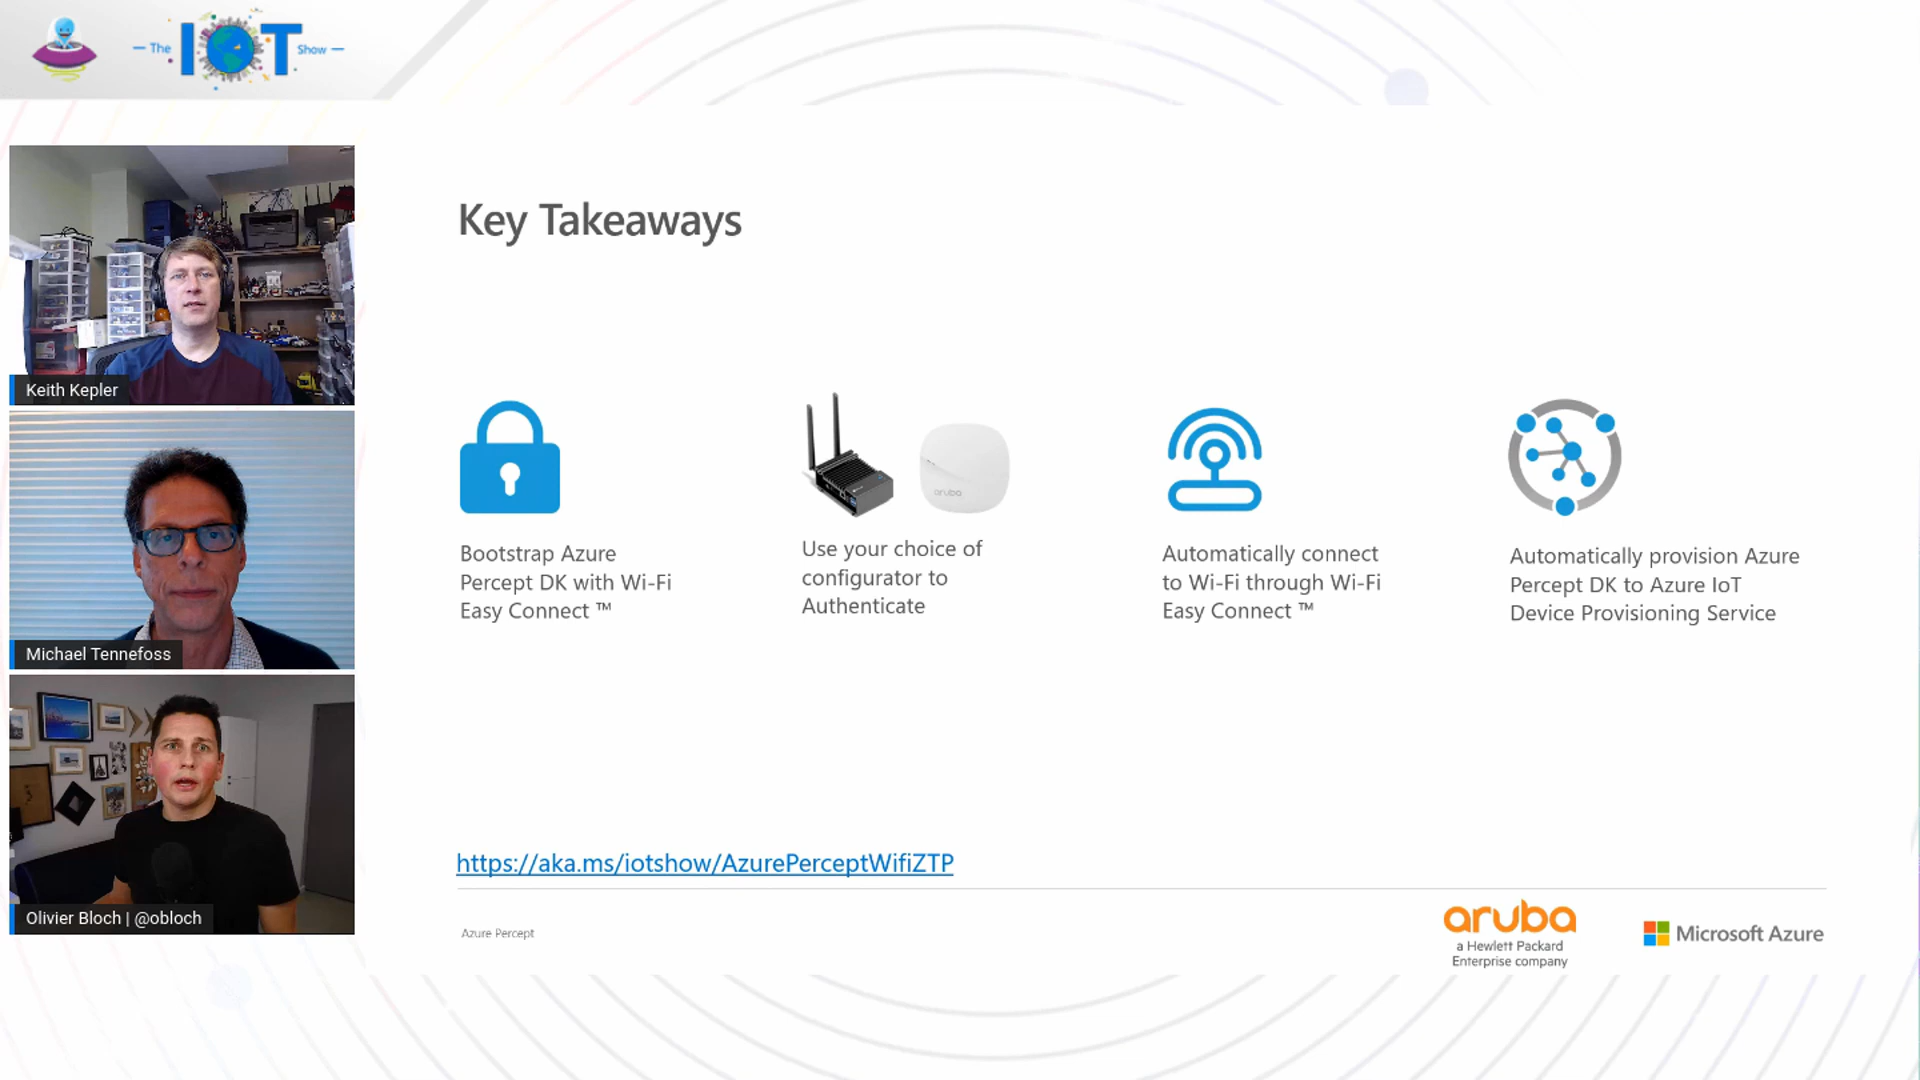 The IOT Show
Keith Kepler
Michael Tennefoss
Olivier Bloch | @obloch
Key Takeaways
aruba
Bootstrap Azure
Percept DK with Wi-Fi
Easy Connect ™
Use your choice of
configurator to
Authenticate
Automatically connect
to Wi-Fi through Wi-Fi
Easy Connect ™
Automatically provision Azure
Percept DK to Azure IoT
Device Provisioning Service
https://aka.ms/iotshow/AzurePerceptWifiZTP
Azure Percept
aruba
a Hewlett Packard
Enterprise company
Microsoft Azure